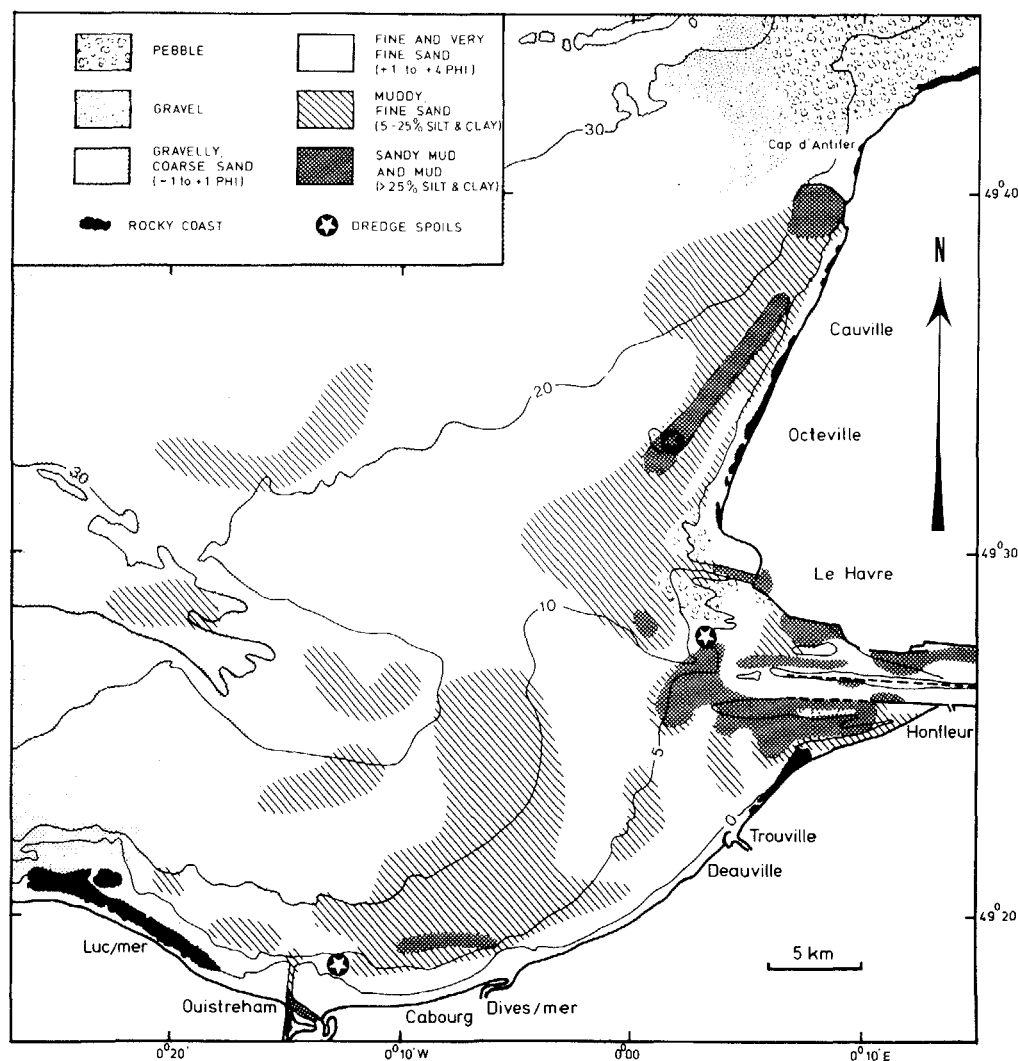 PEBBLE
GRAVEL
GRAVELLY,
COARSE SAND
(-1 to +1 PHI)
ROCKY COAST
FINE AND VERY
FINE SAND
(+1 to +4 PHI)
MUDDY,
FINE SAND
(5-25% SILT & CLAY)
SANDY MUD
AND MUD
(>25% SILT & CLAY)
DREDGE SPOILS
30
Cap d'Antifer
49°40
N
Cauville
20
Octeville
30
49°30
Le Havre
10
5
Honfleur
0
Trouville
Deauville
49°20
Luc/mer
5 km
Ouistreham
Cabourg
Dives/mer
0°20'
0°10'W
0°00
0°10'E